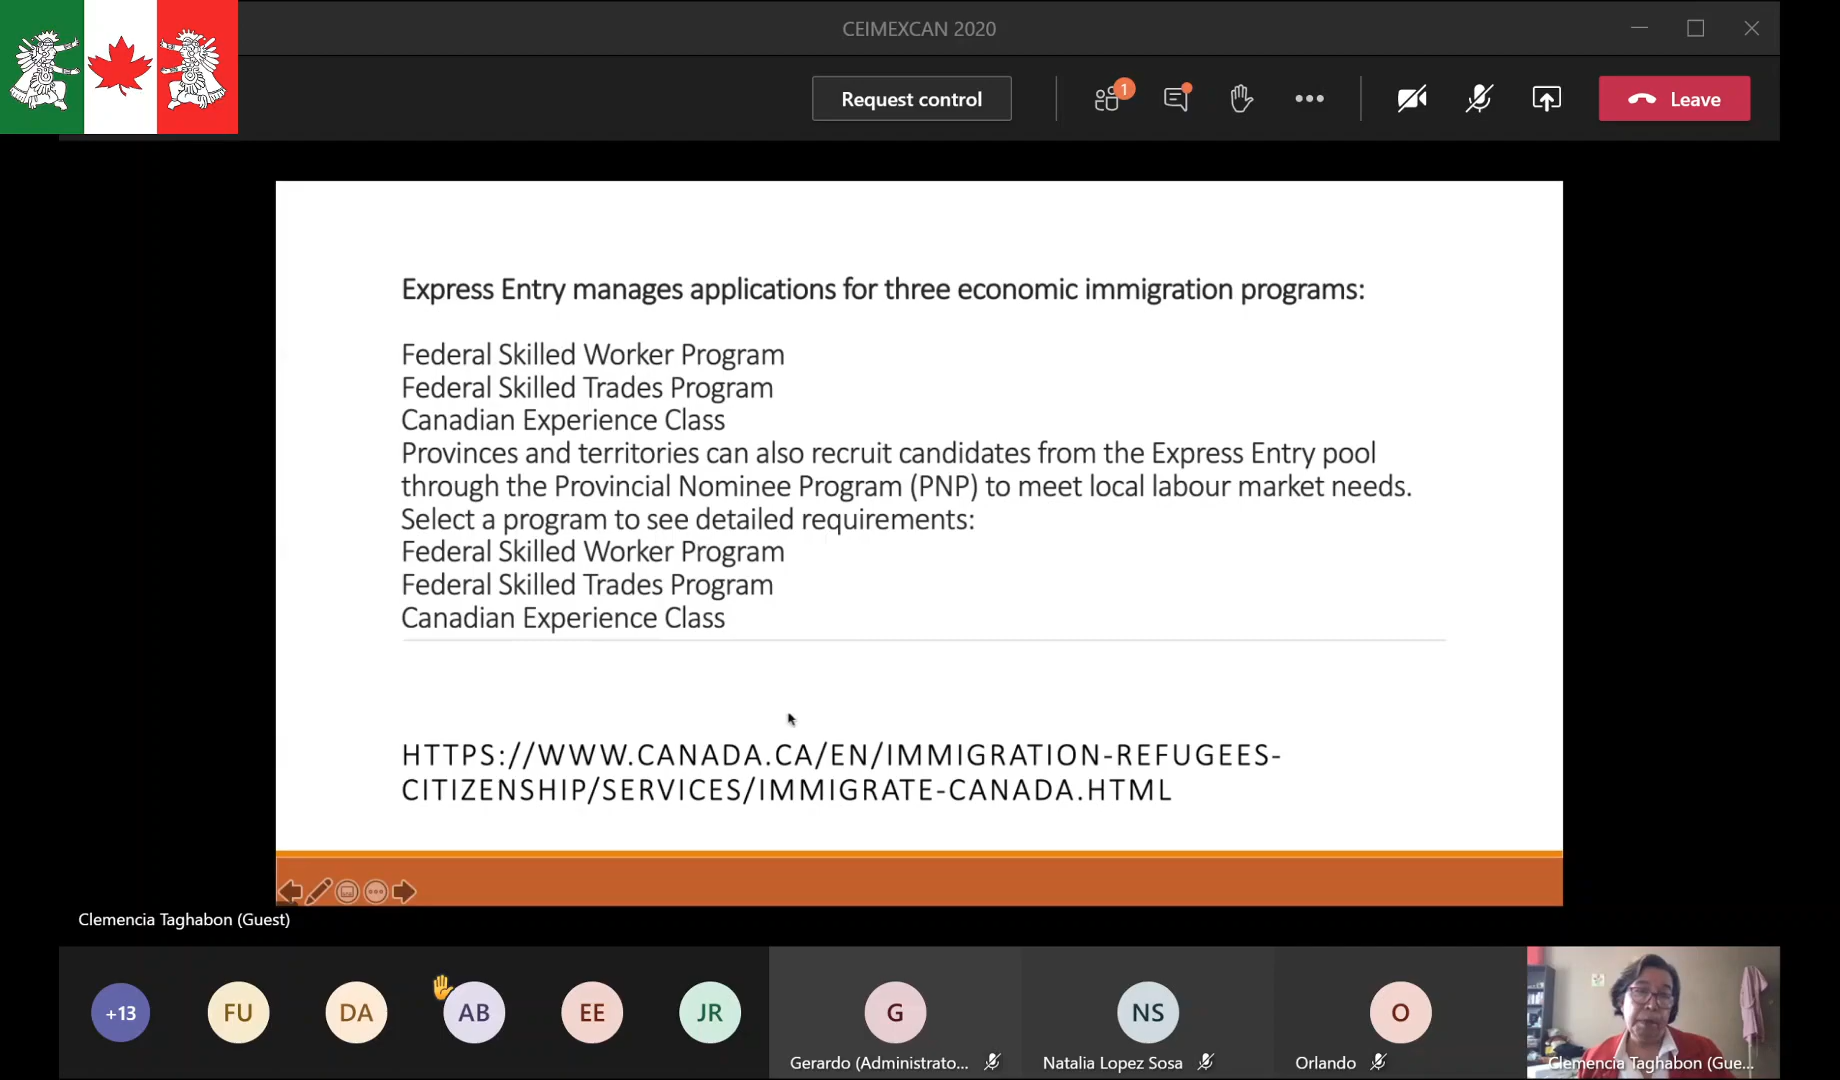 CEIMEXCAN 2020
Request control
1
Leave
Express Entry manages applications for three economic immigration programs:
Federal Skilled Worker Program
Federal Skilled Trades Program
Canadian Experience Class
Provinces and territories can also recruit candidates from the Express Entry pool
through the Provincial Nominee Program (PNP) to meet local labour market needs.
Select a program to see detailed requirements:
Federal Skilled Worker Program
Federal Skilled Trades Program
Canadian Experience Class
HTTPS://WWW.CANADA.CA/EN/IMMIGRATION-REFUGEES-
CITIZENSHIP/SERVICES/IMMIGRATE-CANADA.HTML
Clemencia Taghabon (Guest)
+13
FU
DA
AB
EE
JR
G
NS
O
Gerardo (Administrato...
Natalia Lopez Sosa
Orlando
Clemencia Taghabon (Gue...